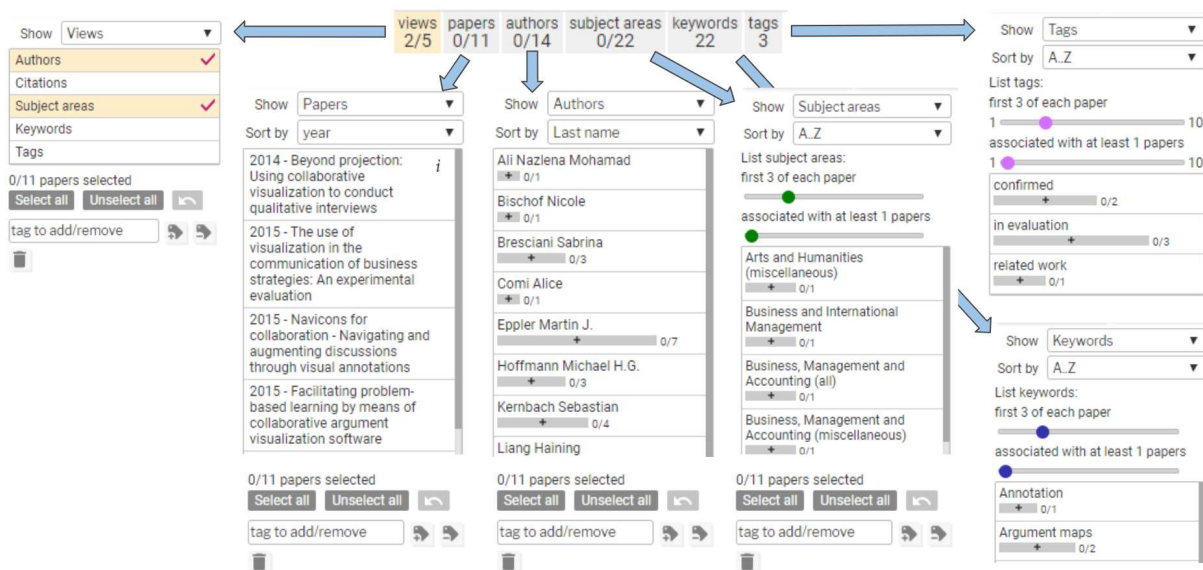 views papers authors subject areas keywords tags
2/5 0/11 0/14 0/22 22 3
Show Views
Authors
Citations
Subject areas
Keywords
Tags
0/11 papers selected
Select all Unselect all
tag to add/remove
Show Papers
Sort by year
2014 - Beyond projection:
Using collaborative
visualization to conduct
qualitative interviews
i
2015 - The use of
visualization in the
communication of business
strategies: An experimental
evaluation
2015 - Navicons for
collaboration - Navigating and
augmenting discussions
through visual annotations
2015 - Facilitating problem-
based learning by means of
collaborative argument
visualization software
0/11 papers selected
Select all Unselect all
tag to add/remove
Show Authors
Sort by Last name
Ali Nazlena Mohamad
+ 0/1
Bischof Nicole
+ 0/1
Bresciani Sabrina
+ 0/3
Comi Alice
+ 0/1
Eppler Martin J.
+ 0/7
Hoffmann Michael H.G.
+ 0/3
Kernbach Sebastian
+ 0/4
Liang Haining
0/11 papers selected
Select all Unselect all
tag to add/remove
Show Subject areas
Sort by A..Z
List subject areas:
first 3 of each paper
associated with at least 1 papers
Arts and Humanities
(miscellaneous)
+ 0/1
Business and International
Management
+ 0/1
Business, Management and
Accounting (all)
+ 0/1
Business, Management and
Accounting (miscellaneous)
+ 0/1
0/11 papers selected
Select all Unselect all
tag to add/remove
Show Tags
Sort by A..Z
List tags:
first 3 of each paper
1 10
associated with at least 1 papers
1 10
confirmed
+ 0/2
in evaluation
+ 0/3
related work
+ 0/1
Show Keywords
Sort by A..Z
List keywords:
first 3 of each paper
associated with at least 1 papers
Annotation
+ 0/1
Argument maps
+ 0/2